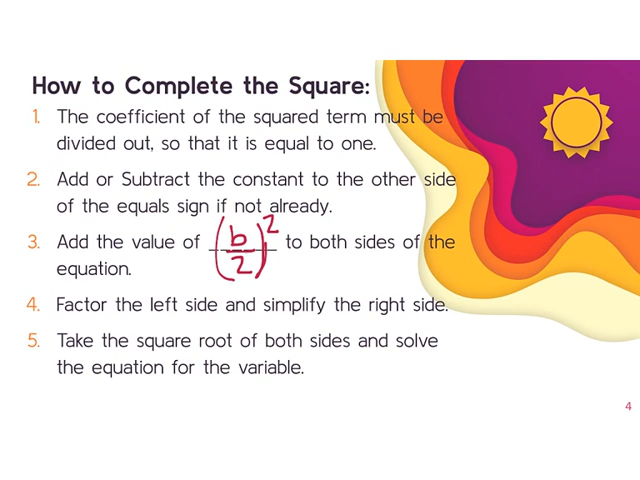 How to Complete the Square:
1. The coefficient of the squared term must be
divided out, so that it is equal to one.
2. Add or Subtract the constant to the other side
of the equals sign if not already.
3. Add the value of (b/2)² to both sides of the
equation.
4. Factor the left side and simplify the right side.
5. Take the square root of both sides and solve
the equation for the variable.
4